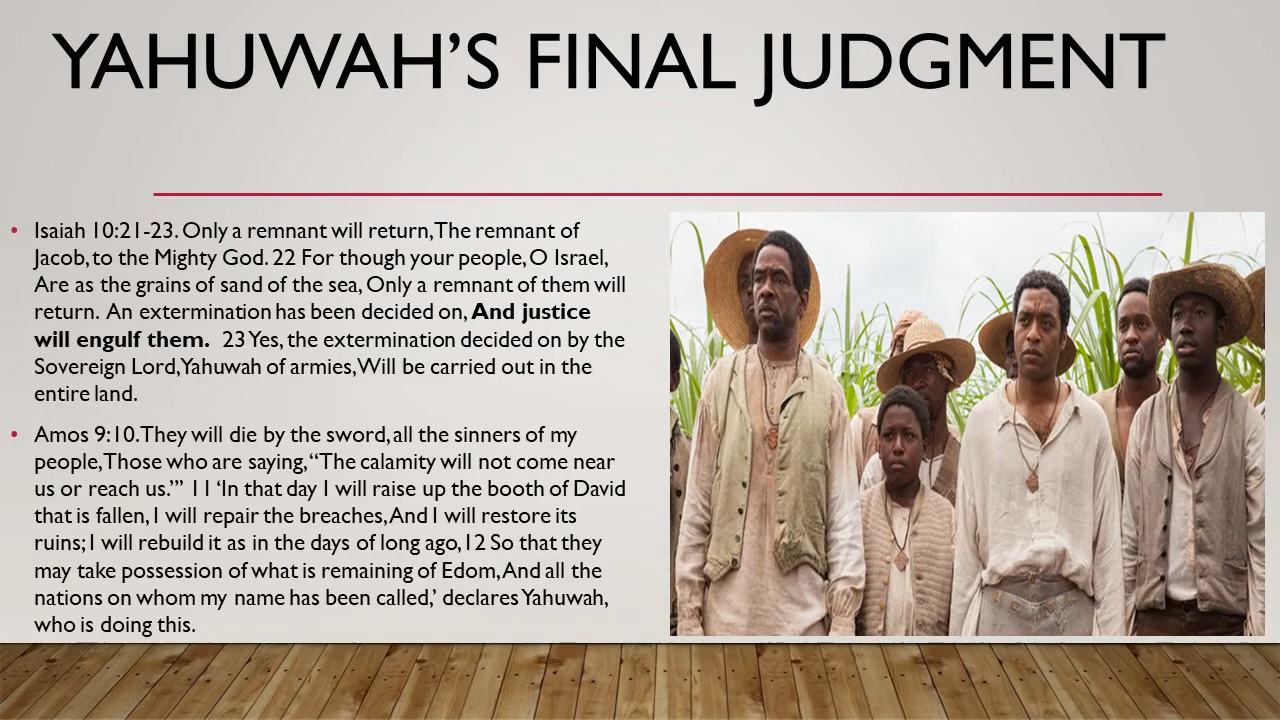 YAHUWAH’S FINAL JUDGMENT
• Isaiah 10:21-23. Only a remnant will return, The remnant of
Jacob, to the Mighty God. 22 For though your people, O Israel,
Are as the grains of sand of the sea, Only a remnant of them will
return. An extermination has been decided on, And justice
will engulf them. 23 Yes, the extermination decided on by the
Sovereign Lord, Yahuwah of armies, Will be carried out in the
entire land.
• Amos 9:10. They will die by the sword, all the sinners of my
people, Those who are saying, “The calamity will not come near
us or reach us.”’ 11 ‘In that day I will raise up the booth of David
that is fallen, I will repair the breaches, And I will restore its
ruins; I will rebuild it as in the days of long ago, 12 So that they
may take possession of what is remaining of Edom, And all the
nations on whom my name has been called,’ declares Yahuwah,
who is doing this.